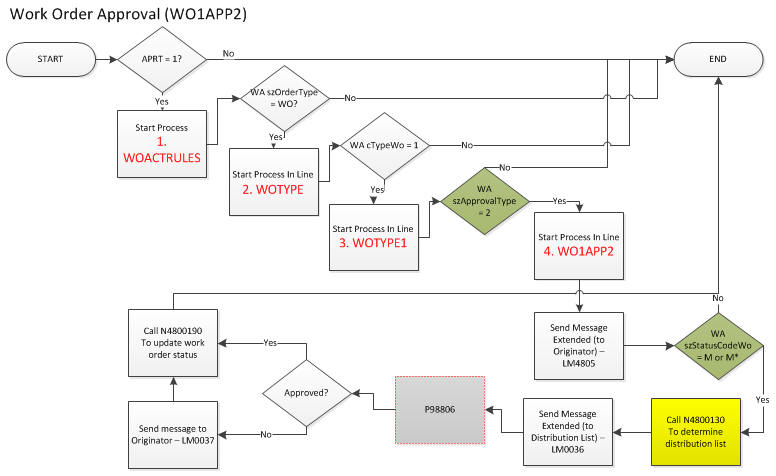 Work Order Approval (WO1APP2)
START
APRT = 1?
No
END
Yes
WA szOrderType
= WO?
No
Start Process
1.
WOACTRULES
Yes
WA cTypeWo = 1
No
Start Process In Line
2. WOTYPE
Yes
No
WA
szApprovalType
= 2
Yes
Start Process In Line
3. WOTYPE1
Start Process In Line
4. WO1APP2
No
Call N4800190
To update work
order status
Send Message
Extended (to
Originator) –
LM4805
WA
szStatusCodeWo
= M or M*
Yes
Approved?
Yes
P98806
Send Message
Extended (to
Distribution List) –
LM0036
Call N4800130
To determine
distribution list
Send message to
Originator – LM0037
No